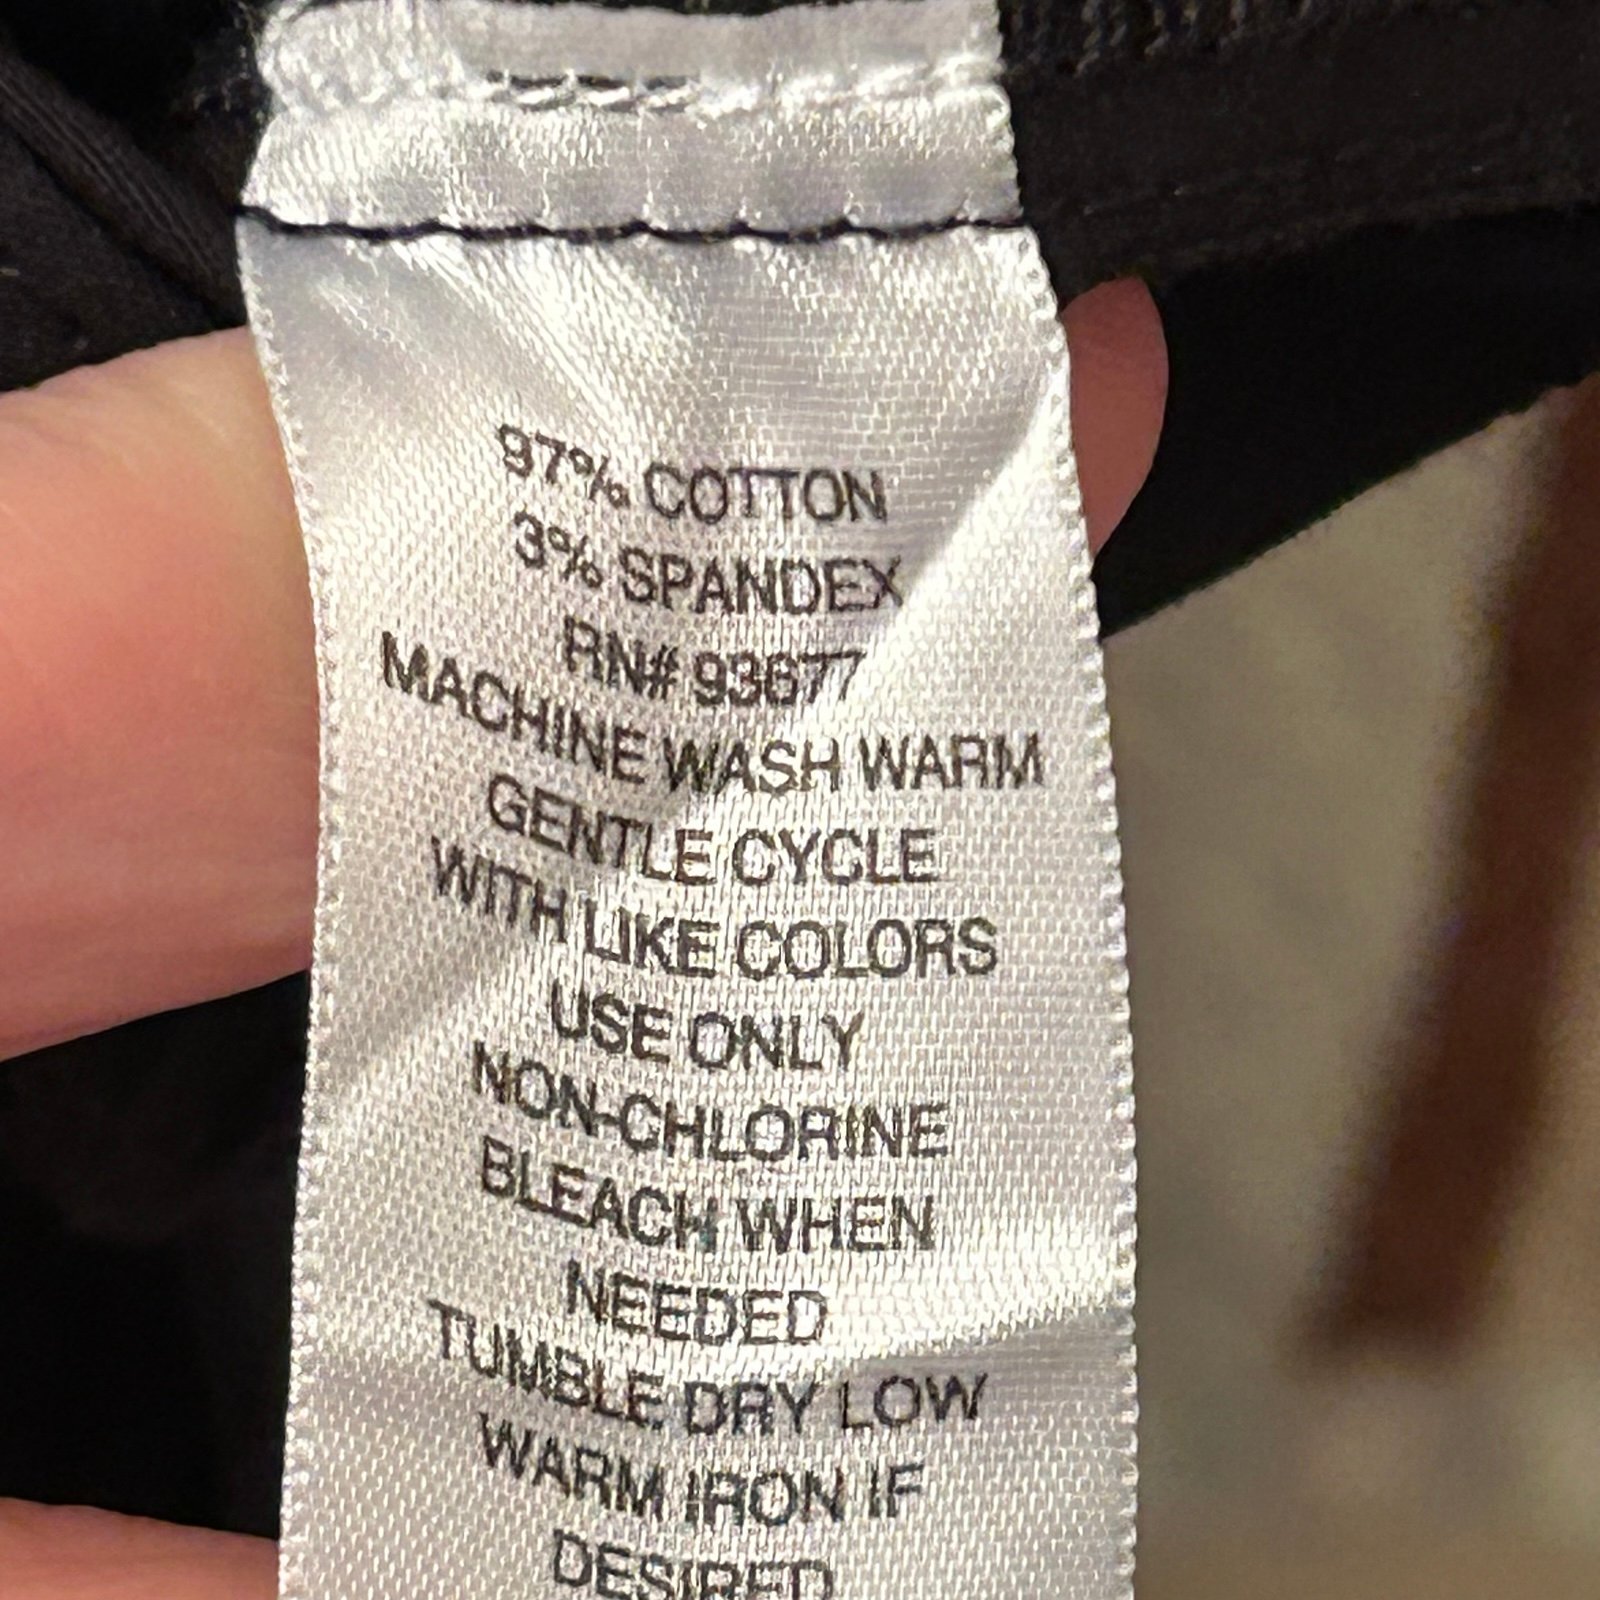 97% COTTON
3% SPANDEX
RN# 93677
MACHINE WASH WARM
GENTLE CYCLE
WITH LIKE COLORS
USE ONLY
NON-CHLORINE
BLEACH WHEN
NEEDED
TUMBLE DRY LOW
WARM IRON IF
DESIRED